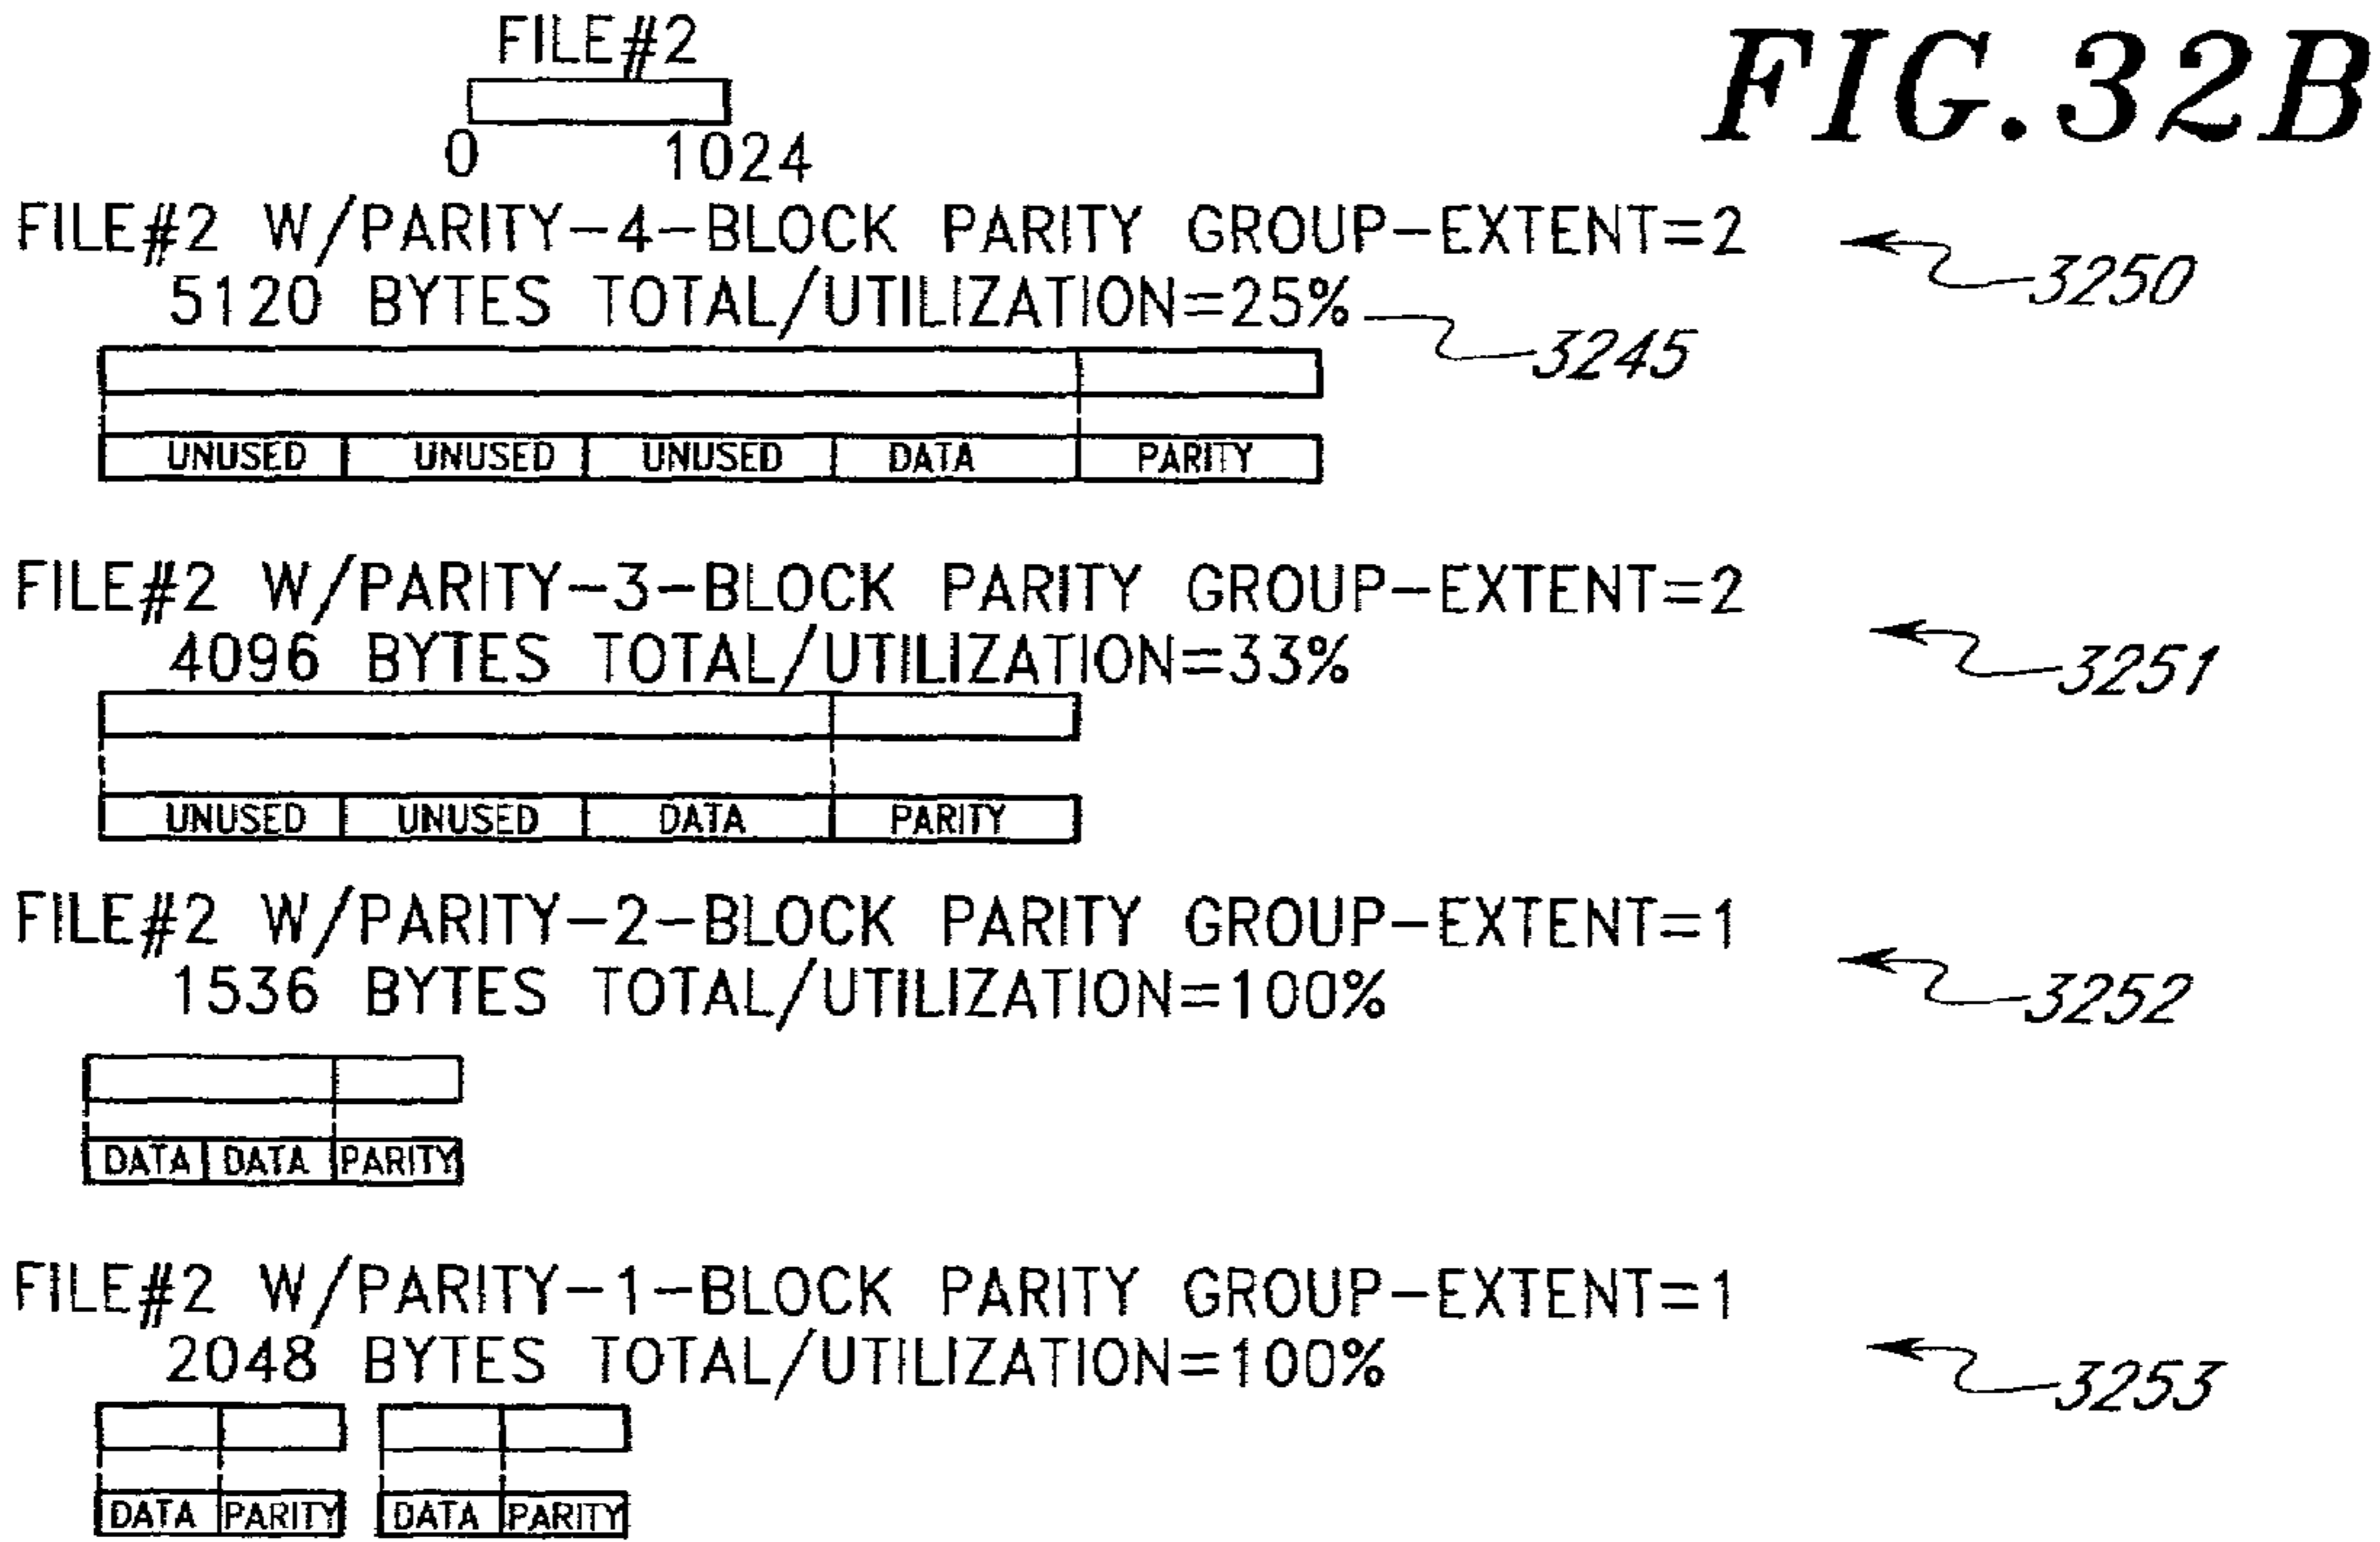 FILE#2
FIG.32B
0 1024
FILE#2 W/PARITY-4-BLOCK PARITY GROUP-EXTENT=2
3250
5120 BYTES TOTAL/UTILIZATION=25%
3245
UNUSED UNUSED UNUSED DATA PARITY
FILE#2 W/PARITY-3-BLOCK PARITY GROUP-EXTENT=2
4096 BYTES TOTAL/UTILIZATION=33%
3251
UNUSED UNUSED DATA PARITY
FILE#2 W/PARITY-2-BLOCK PARITY GROUP-EXTENT=1
1536 BYTES TOTAL/UTILIZATION=100%
3252
DATA DATA PARITY
FILE#2 W/PARITY-1-BLOCK PARITY GROUP-EXTENT=1
2048 BYTES TOTAL/UTILIZATION=100%
3253
DATA PARITY DATA PARITY